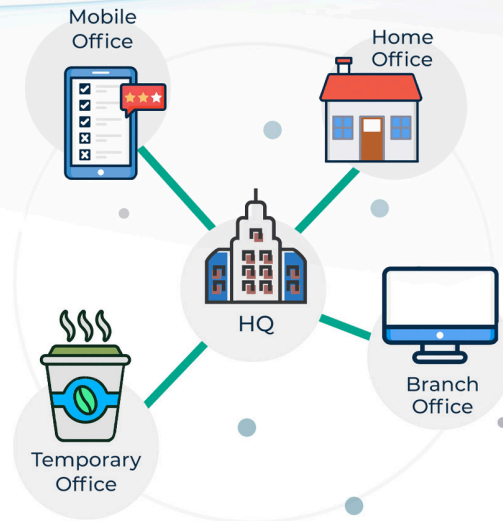 Mobile
Office
Home
Office
HQ
Branch
Office
Temporary
Office